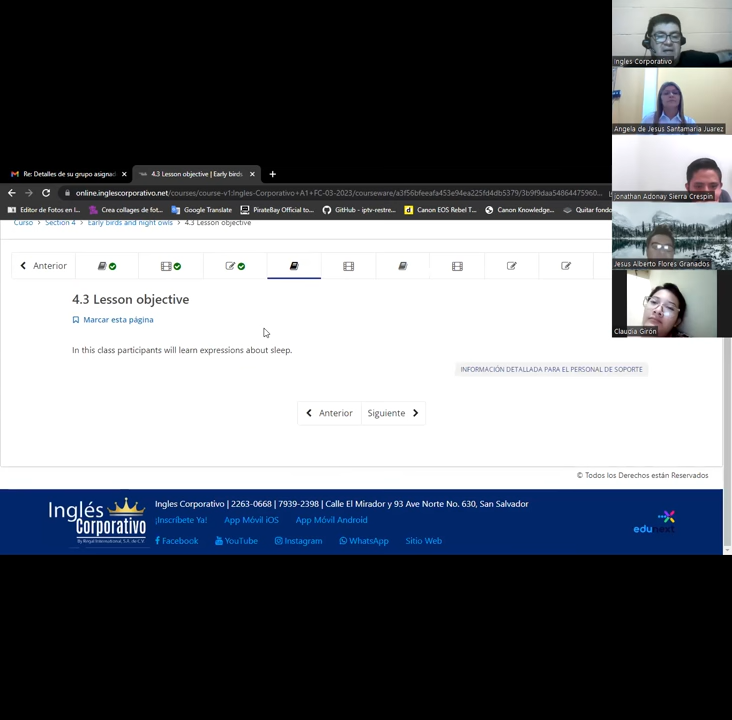 Ingles Corporativo
Angela de Jesus Santamaria Juarez
Jonathan Adonay Sierra Crespin
Jesus Alberto Flores Granados
Claudia Girón
Re: Detalles de su grupo asignad
4.3 Lesson objective | Early birds
online.inglescorporativo.net/courses/course-v1:Ingles-Corporativo+A1+FC-03-2023/courseware/a3f56bfeefa453e94ea225fd4db5379/3b9f9daa54864475960...
Editor de Fotos en l...
Crea collages de fot...
Google Translate
PirateBay Official to...
GitHub - iptv-restre...
Canon EOS Rebel T...
Canon Knowledge...
Quitar fondo
Curso > Section 4 > Early birds and night owls > 4.3 Lesson objective
Anterior
4.3 Lesson objective
Marcar esta página
In this class participants will learn expressions about sleep.
INFORMACIÓN DETALLADA PARA EL PERSONAL DE SOPORTE
Anterior
Siguiente
© Todos los Derechos están Reservados
Inglés Corporativo
Ingles Corporativo | 2263-0668 | 7939-2398 | Calle El Mirador y 93 Ave Norte No. 630, San Salvador
¡Inscríbete Ya!
App Móvil iOS
App Móvil Android
Facebook
YouTube
Instagram
WhatsApp
Sitio Web